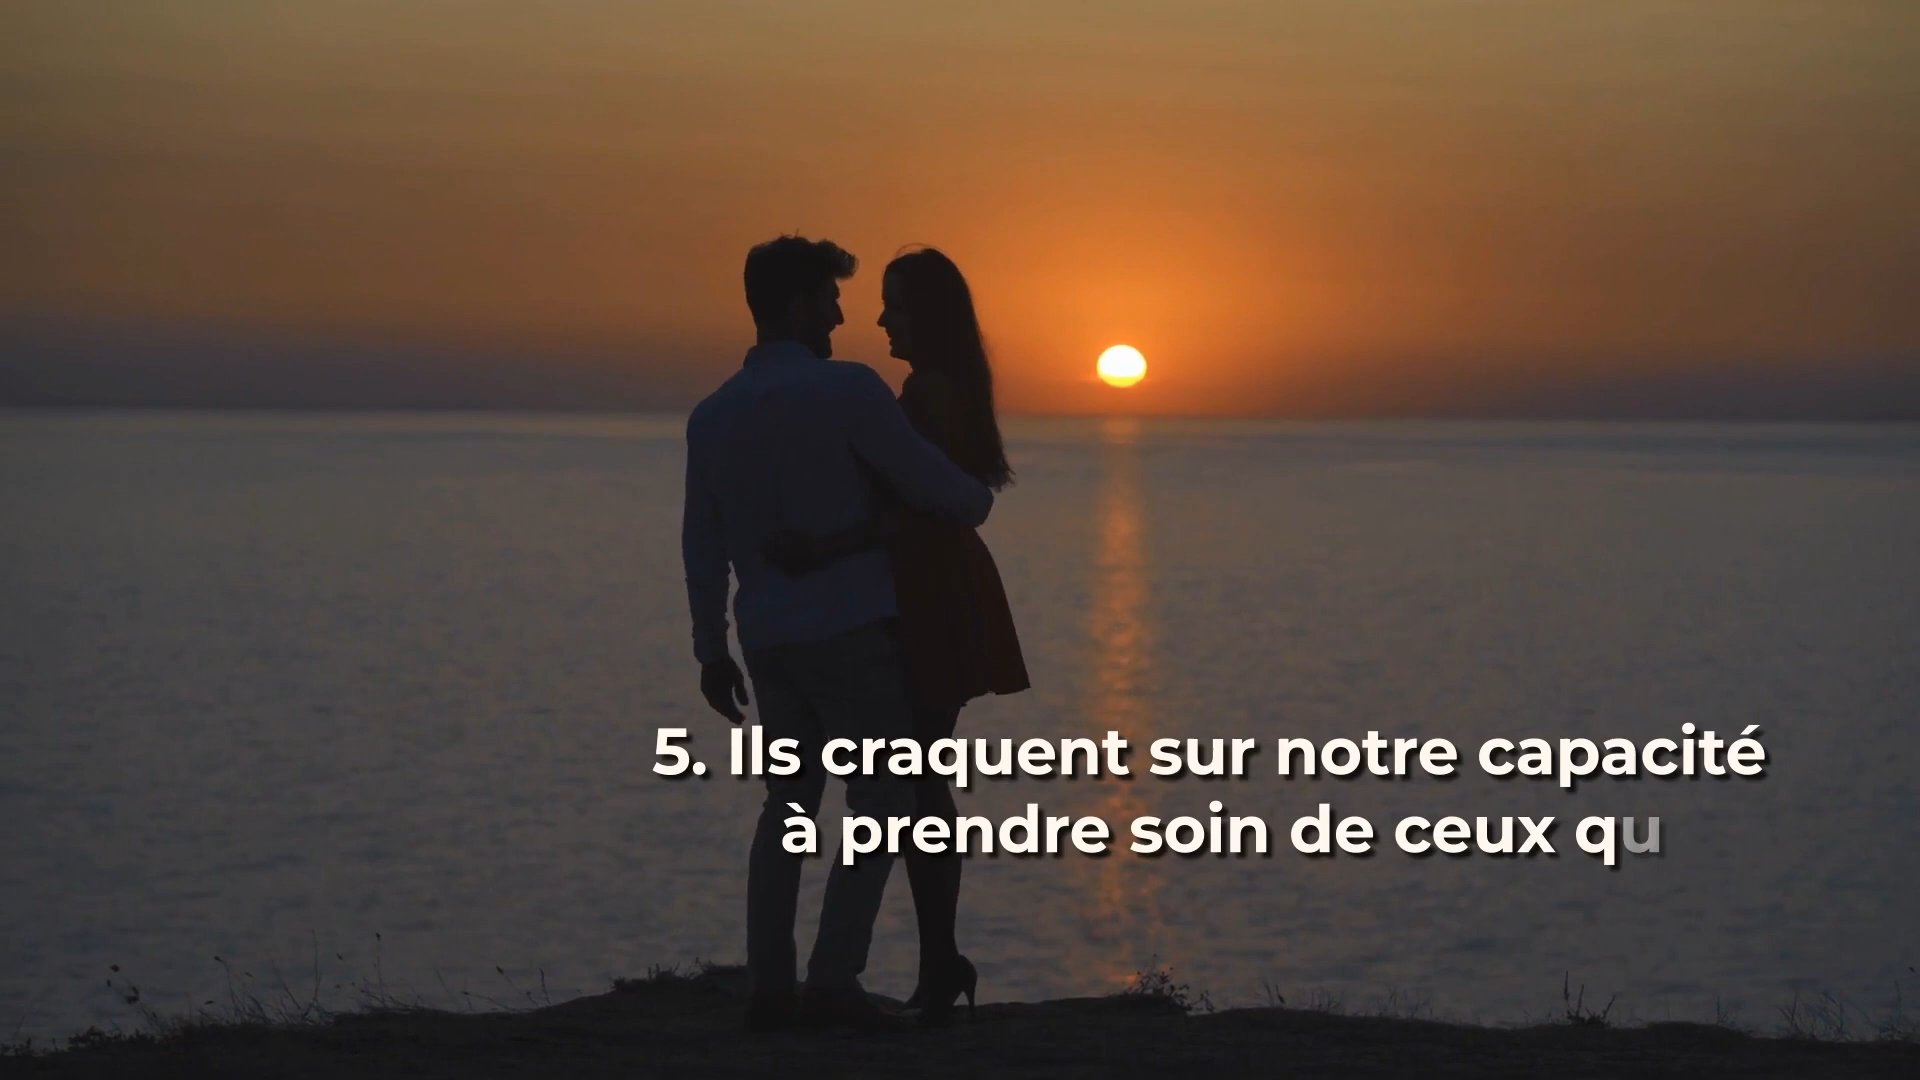 5. Ils craquent sur notre capacité
à prendre soin de ceux qu